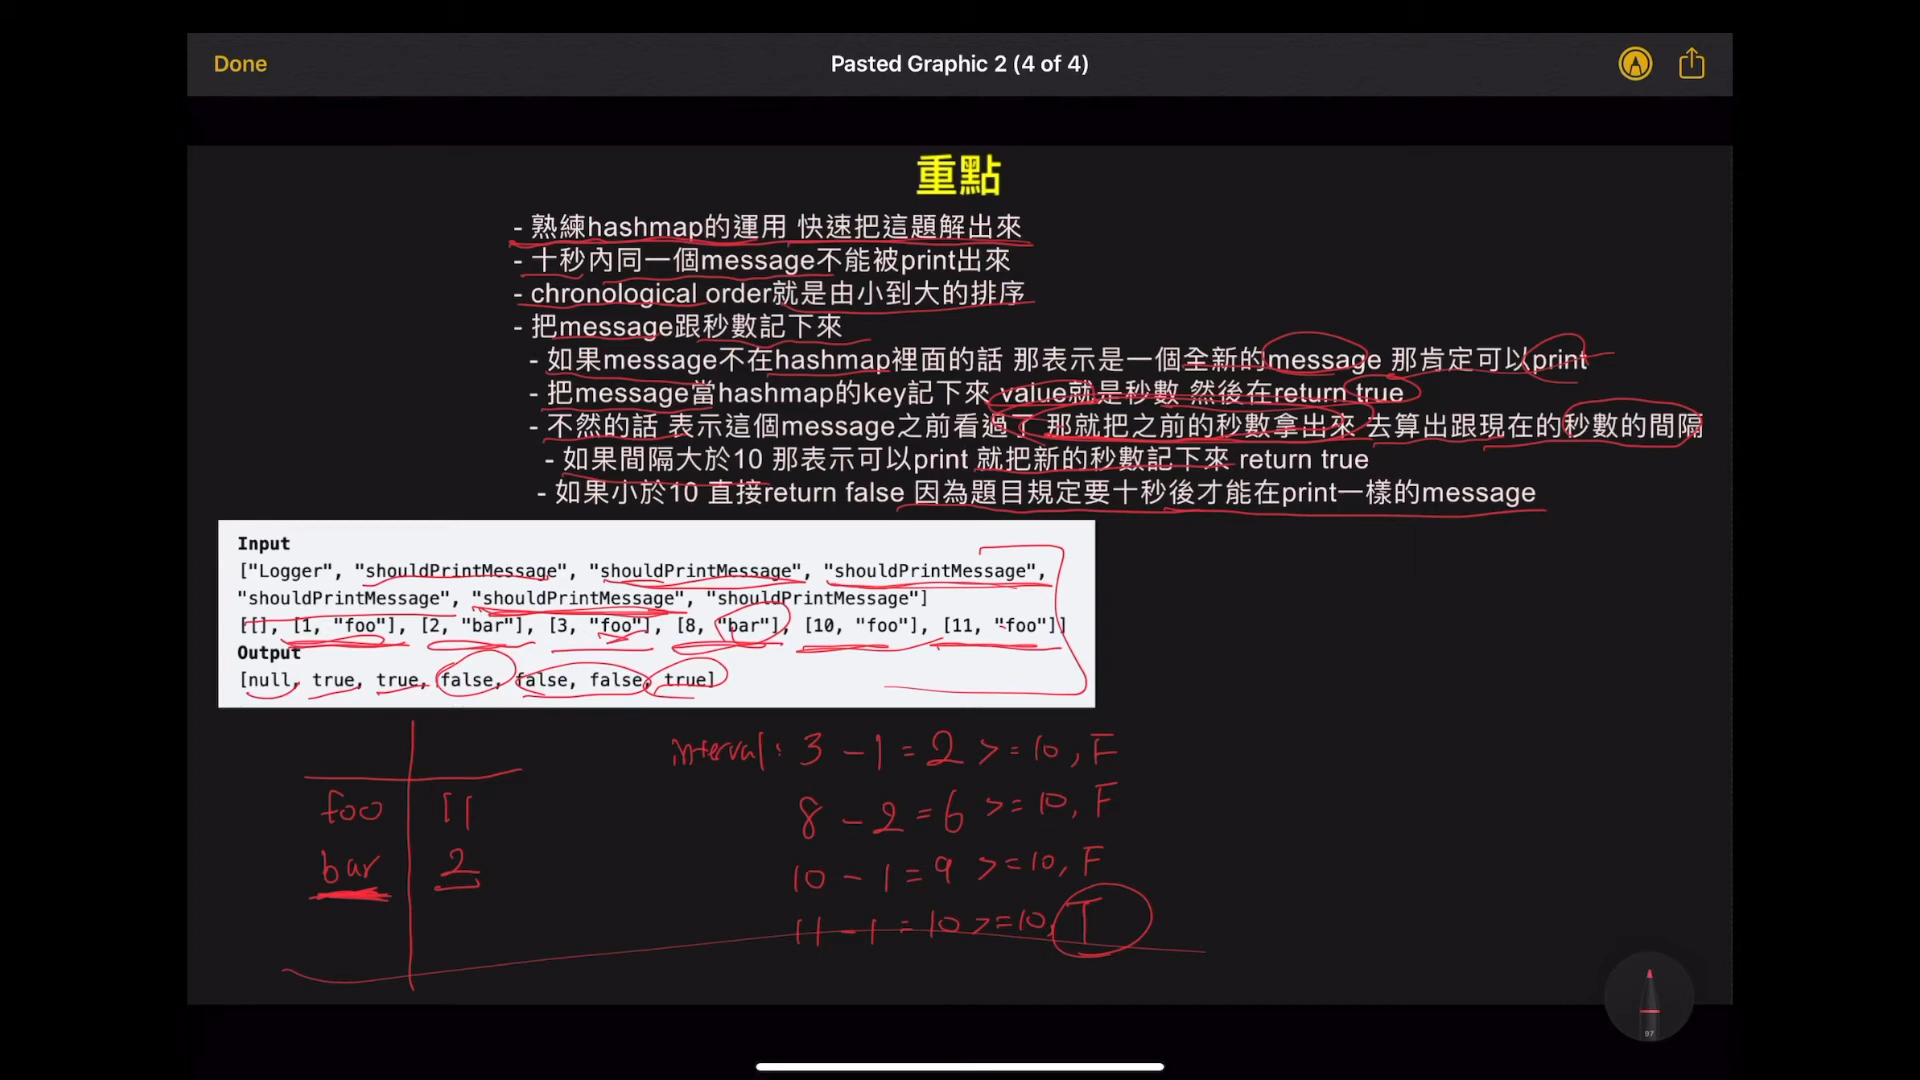 Done
Pasted Graphic 2 (4 of 4)
重點
- 熟練hashmap的運用 快速把這題解出來
- 十秒內同一個message不能被print出來
- chronological order就是由小到大的排序
- 把message跟秒數記下來
- 如果message不在hashmap裡面的話 那表示是一個全新的message 那肯定可以print
- 把message當hashmap的key記下來 value就是秒數 然後在return true
- 不然的話 表示這個message之前看過了 那就把之前的秒數拿出來 去算出跟現在的秒數的間隔
- 如果間隔大於10 那表示可以print 就把新的秒數記下來 return true
- 如果小於10 直接return false 因為題目規定要十秒後才能在print一樣的message
Input
["Logger", "shouldPrintMessage", "shouldPrintMessage", "shouldPrintMessage",
"shouldPrintMessage", "shouldPrintMessage", "shouldPrintMessage"]
[[], [1, "foo"], [2, "bar"], [3, "foo"], [8, "bar"], [10, "foo"], [11, "foo"]]
Output
[null, true, true, false, false, false, true]
interval: 3 - 1 = 2 >= 10, F
foo 11
8 - 2 = 6 >= 10, F
bar 2
10 - 1 = 9 >= 10, F
11 - 1 = 10 >= 10, T
97